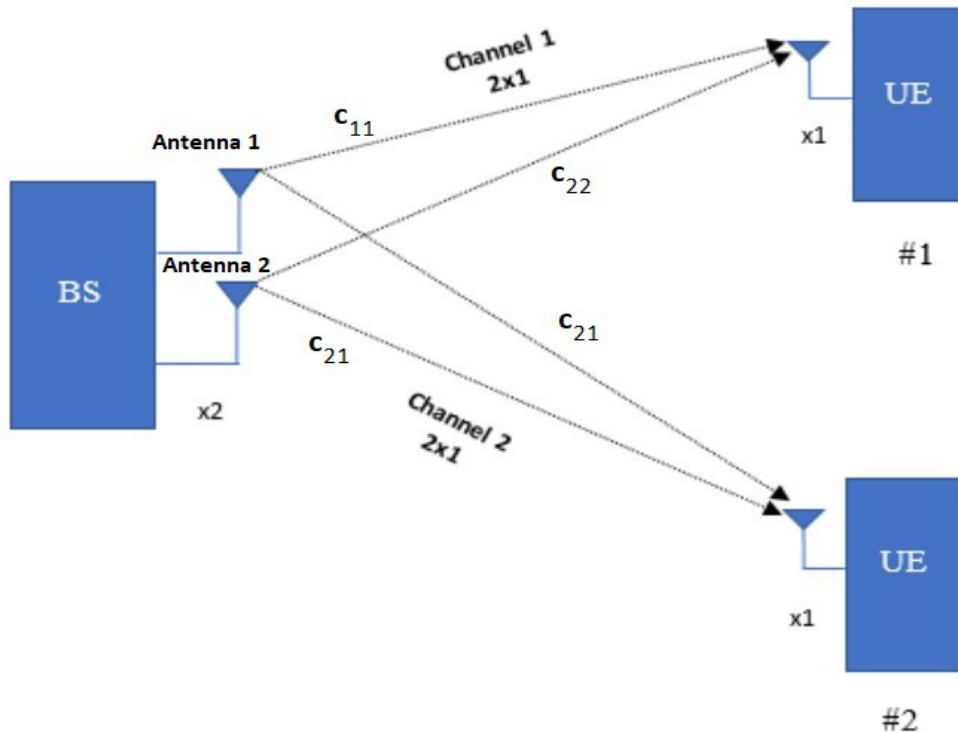 Channel 1
2x1
UE
x1
c11
Antenna 1
c22
#1
Antenna 2
BS
c21
c21
x2
Channel 2
2x1
UE
x1
#2